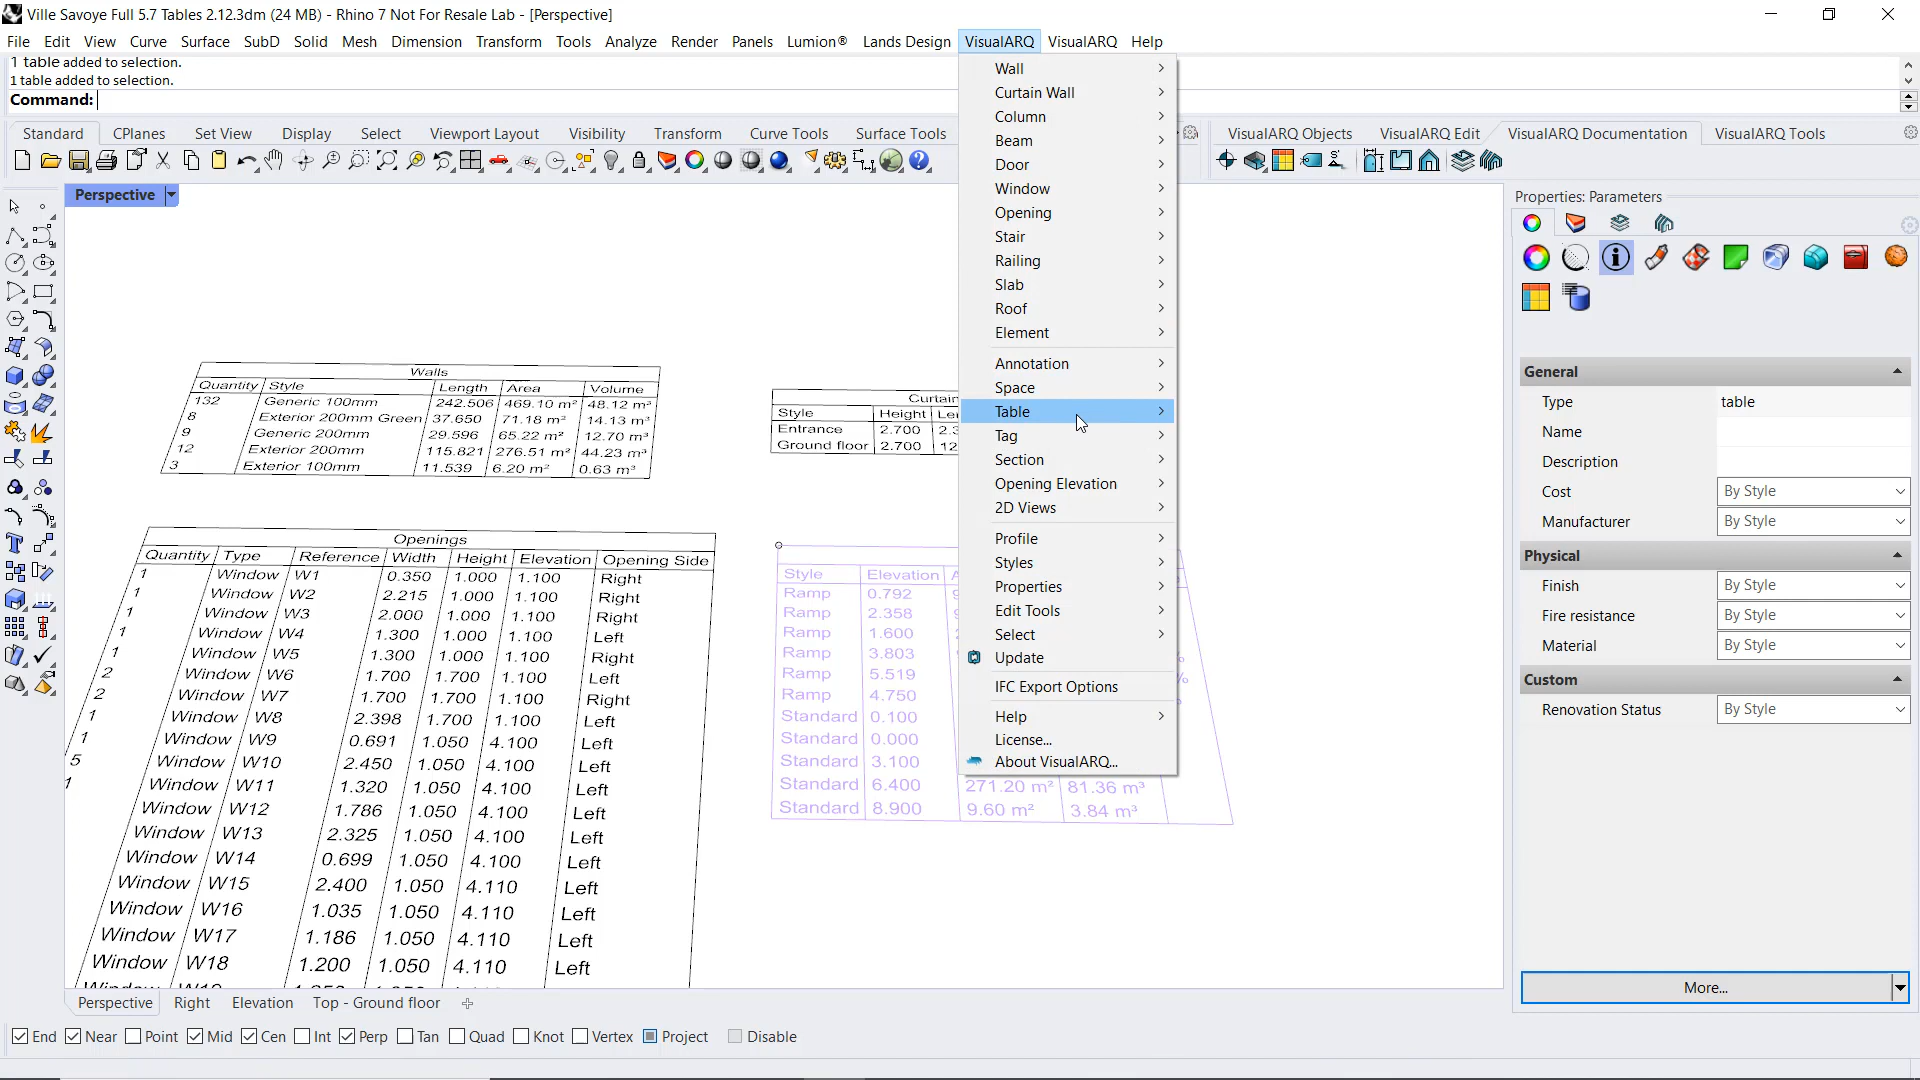 Ville Savoye Full 5.7 Tables 2.12.3dm (24 MB) - Rhino 7 Not For Resale Lab - [Perspective]
File Edit View Curve Surface SubD Solid Mesh Dimension Transform Tools Analyze Render Panels Lumion® Lands Design VisualARQ VisualARQ Help
1 table added to selection.
1 table added to selection.
Command:
Standard CPlanes Set View Display Select Viewport Layout Visibility Transform Curve Tools Surface Tools
VisualARQ Objects VisualARQ Edit VisualARQ Documentation VisualARQ Tools
Perspective
Wall
Curtain Wall
Column
Beam
Door
Window
Opening
Stair
Railing
Slab
Roof
Element
Annotation
Space
Table
Tag
Section
Opening Elevation
2D Views
Profile
Styles
Properties
Edit Tools
Select
Update
IFC Export Options
Help
License...
About VisualARQ...
Walls
Quantity Style Length Area Volume
132 Generic 100mm 242.506 469.10 m² 48.12 m³
8 Exterior 200mm Green 37.650 71.18 m² 14.13 m³
9 Generic 200mm 29.596 65.22 m² 12.70 m³
12 Exterior 200mm 115.821 276.51 m² 44.23 m³
3 Exterior 100mm 11.539 6.20 m² 0.63 m³
Curtain
Style Height Le
Entrance 2.700 2.3
Ground floor 2.700 12
Openings
Quantity Type Reference Width Height Elevation Opening Side
1 Window W1 0.350 1.000 1.100 Right
1 Window W2 2.215 1.000 1.100 Right
1 Window W3 2.000 1.000 1.100 Right
1 Window W4 1.300 1.000 1.100 Left
1 Window W5 1.300 1.000 1.100 Right
2 Window W6 1.700 1.700 1.100 Left
2 Window W7 1.700 1.700 1.100 Right
1 Window W8 2.398 1.700 1.100 Left
1 Window W9 0.691 1.050 4.100 Left
5 Window W10 2.450 1.050 4.100 Left
1 Window W11 1.320 1.050 4.100 Left
Window W12 1.786 1.050 4.100 Left
Window W13 2.325 1.050 4.100 Left
Window W14 0.699 1.050 4.100 Left
Window W15 2.400 1.050 4.110 Left
Window W16 1.035 1.050 4.110 Left
Window W17 1.186 1.050 4.110 Left
Window W18 1.200 1.050 4.110 Left
Style Elevation A
Ramp 0.792
Ramp 2.358
Ramp 1.600
Ramp 3.803 %
Ramp 5.519 %
Ramp 4.750
Standard 0.100
Standard 0.000
Standard 3.100
Standard 6.400 271.20 m² 81.36 m³
Standard 8.900 9.60 m² 3.84 m³
Properties: Parameters
General
Type table
Name
Description
Cost By Style
Manufacturer By Style
Physical
Finish By Style
Fire resistance By Style
Material By Style
Custom
Renovation Status By Style
More...
Perspective Right Elevation Top - Ground floor
End Near Point Mid Cen Int Perp Tan Quad Knot Vertex Project Disable